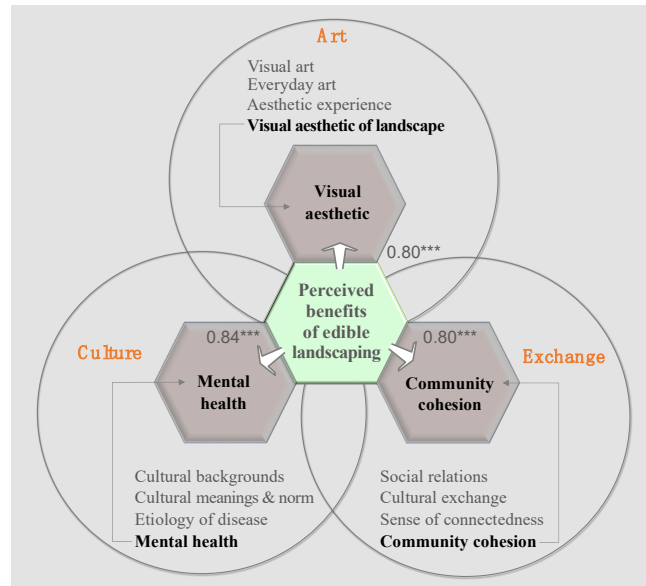 Art
Visual art
Everyday art
Aesthetic experience
Visual aesthetic of landscape
Visual
aesthetic
0.80***
Perceived
benefits
of edible
landscaping
Culture
0.84***
Mental
health
0.80***
Community
cohesion
Exchange
Cultural backgrounds
Cultural meanings & norm
Etiology of disease
Mental health
Social relations
Cultural exchange
Sense of connectedness
Community cohesion